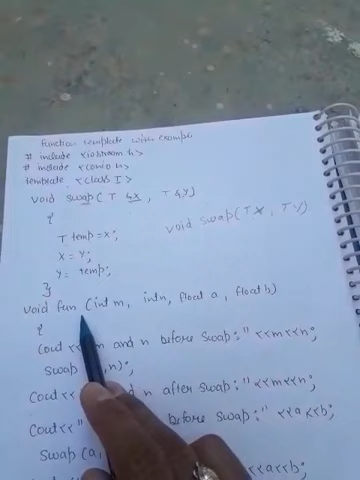 Function template with example
# include <iostream.h>
# include <conio.h>
template <class T>
void swap( T &x, T &y)
{
T temp = x;
x = y;
y = temp;
}
void swap(T x, T y)
void fun (int m, int n, float a, float b)
{
cout << m and n before swap:" <<m<<n;
swap , n);
cout << n after swap:" <<m<<n;
cout <<" before swap:" <<a<<b;
swap (a,
<<a<<b;